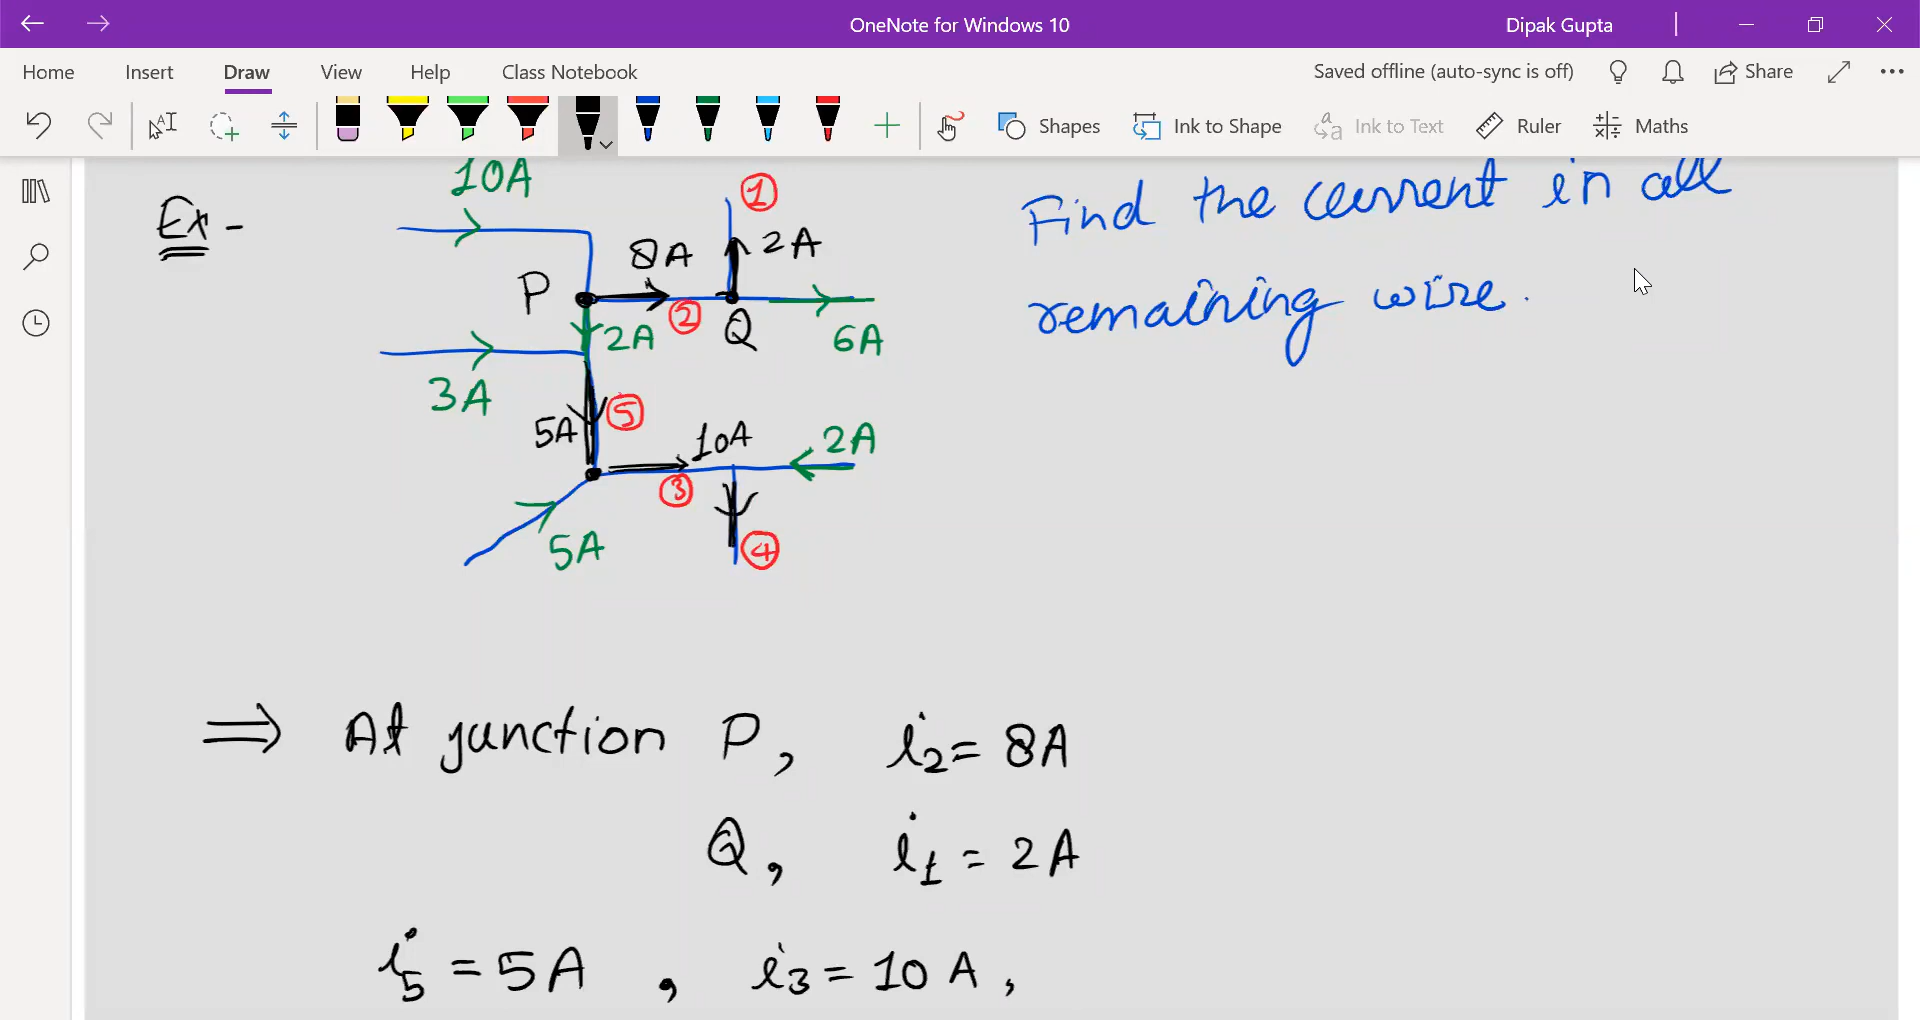 OneNote for Windows 10
Dipak Gupta
Home Insert Draw View Help Class Notebook
Saved offline (auto-sync is off) Share
Shapes Ink to Shape Ink to Text Ruler Maths
Ex -
10A
1
8A
2A
P
2
Q
2A
6A
3A
5A
5
10A
2A
3
5A
4
Find the current in all
remaining wire.
⇒ At junction P, i2 = 8A
Q, i1 = 2A
i5 = 5A, i3 = 10 A,